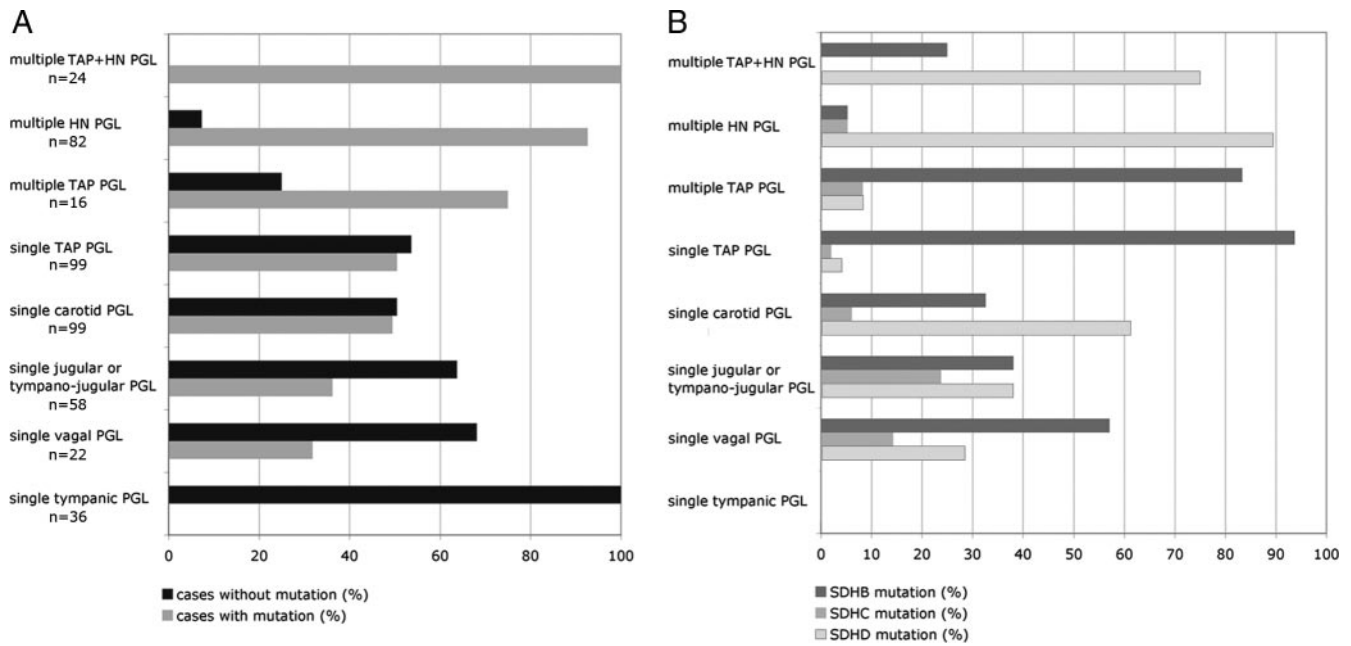 A
multiple TAP+HN PGL
n=24
multiple HN PGL
n=82
multiple TAP PGL
n=16
single TAP PGL
n=99
single carotid PGL
n=99
single jugular or
tympano-jugular PGL
n=58
single vagal PGL
n=22
single tympanic PGL
n=36
0 20 40 60 80 100
cases without mutation (%)
cases with mutation (%)
B
multiple TAP+HN PGL
multiple HN PGL
multiple TAP PGL
single TAP PGL
single carotid PGL
single jugular or
tympano-jugular PGL
single vagal PGL
single tympanic PGL
0 10 20 30 40 50 60 70 80 90 100
SDHB mutation (%)
SDHC mutation (%)
SDHD mutation (%)